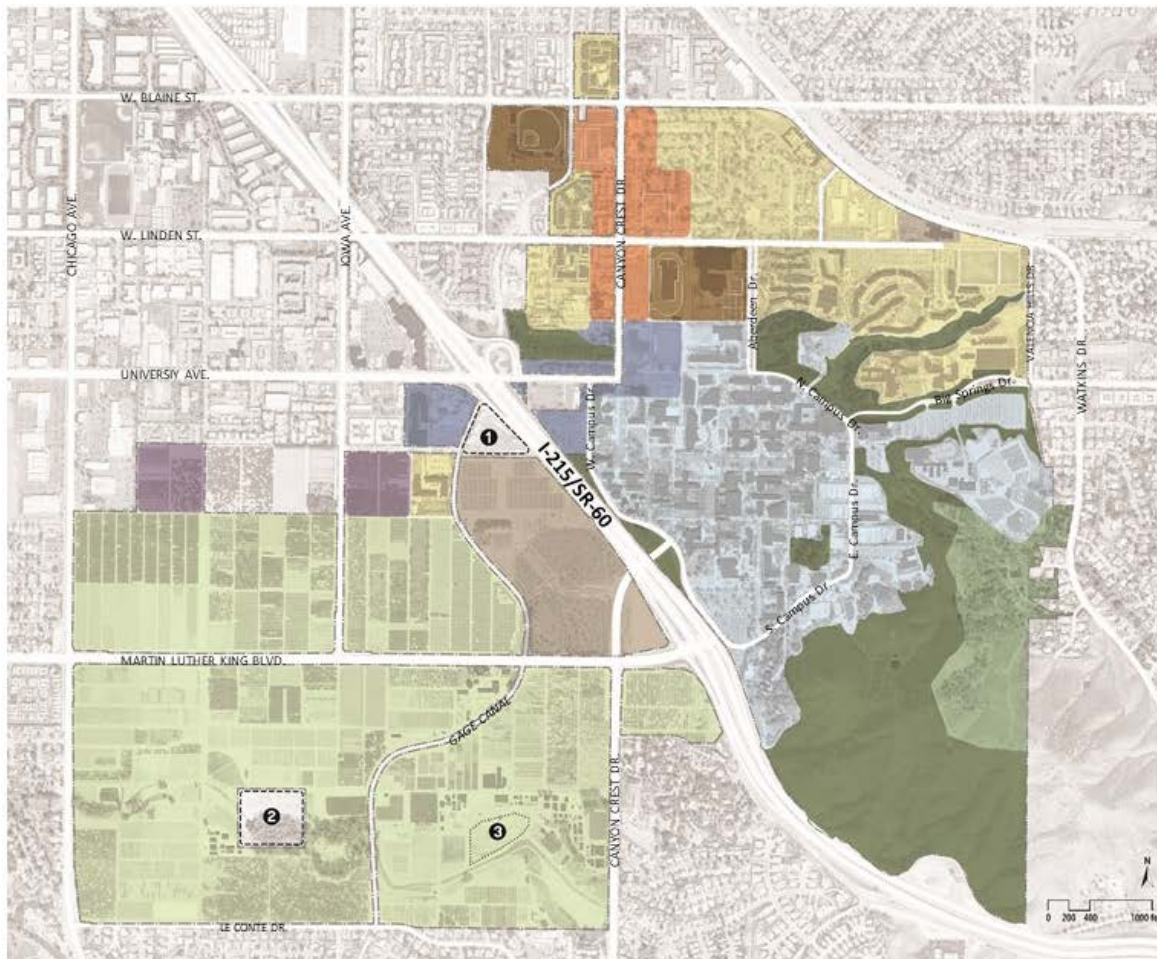 W. BLAINE ST.
W. LINDEN ST.
CHICAGO AVE.
IOWA AVE.
CANYON CREST DR.
Aberdeen Dr.
VALENCIA HILLS DR.
WATKINS DR.
UNIVERSIY AVE.
W. Campus Dr.
N. Campus Dr.
Big Springs Dr.
1
I-215/SR-60
E. Campus Dr.
S. Campus Dr.
MARTIN LUTHER KING BLVD.
GAGE CANAL
CANYON CREST DR.
2
3
LE CONTE DR.
N
0 200 400 1000